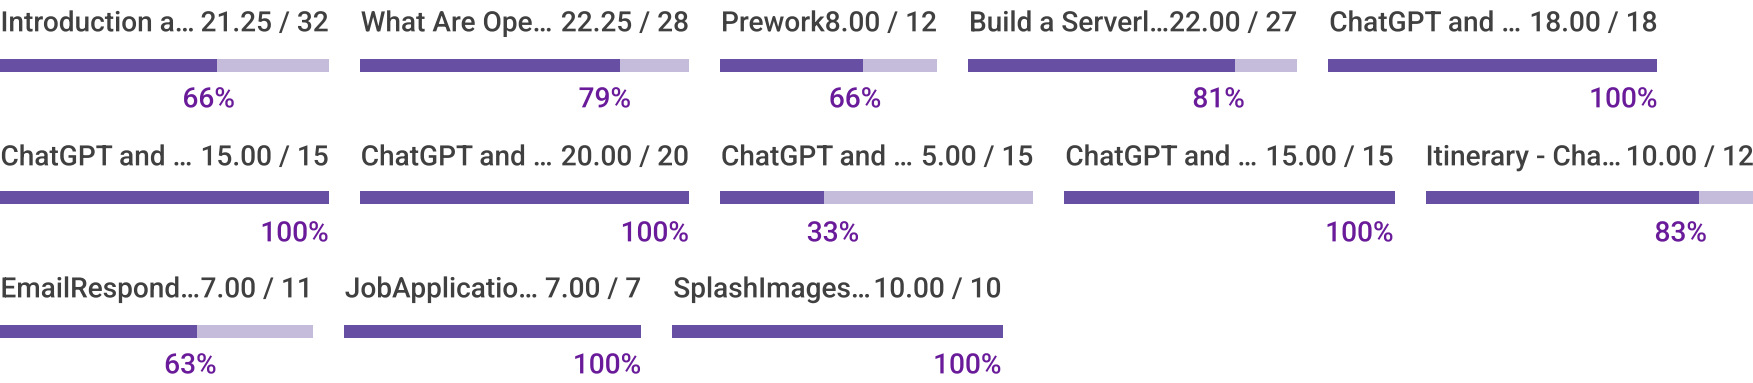 Introduction a... 21.25 / 32 What Are Ope... 22.25 / 28 Prework8.00 / 12 Build a Serverl...22.00 / 27 ChatGPT and ... 18.00 / 18
66% 79% 66% 81% 100%
ChatGPT and ... 15.00 / 15 ChatGPT and ... 20.00 / 20 ChatGPT and ... 5.00 / 15 ChatGPT and ... 15.00 / 15 Itinerary - Cha... 10.00 / 12
100% 100% 33% 100% 83%
EmailRespond...7.00 / 11 JobApplicatio... 7.00 / 7 SplashImages...10.00 / 10
63% 100% 100%